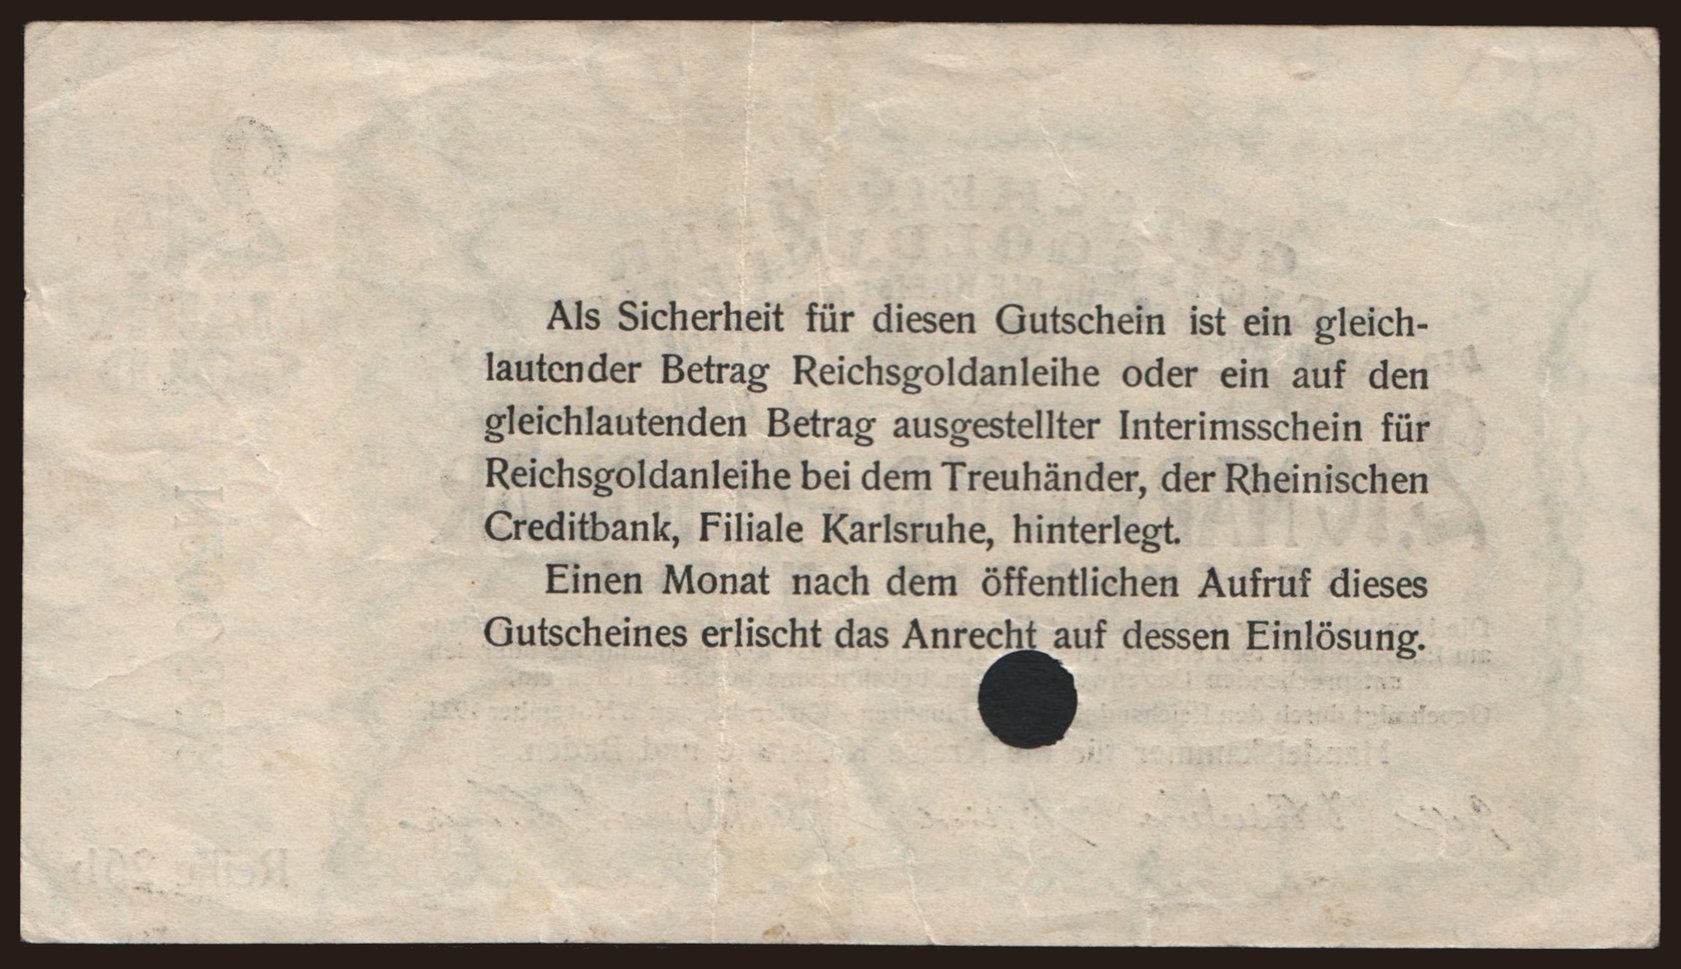 Als Sicherheit für diesen Gutschein ist ein gleich-
lautender Betrag Reichsgoldanleihe oder ein auf den
gleichlautenden Betrag ausgestellter Interimsschein für
Reichsgoldanleihe bei dem Treuhänder, der Rheinischen
Creditbank, Filiale Karlsruhe, hinterlegt.
Einen Monat nach dem öffentlichen Aufruf dieses
Gutscheines erlischt das Anrecht auf dessen Einlösung.